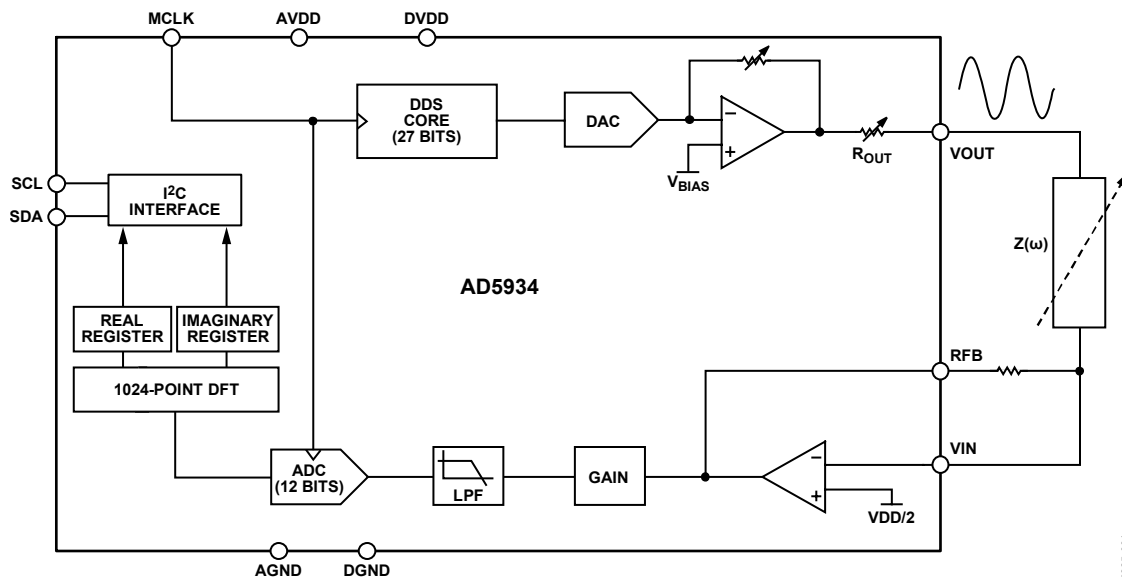 MCLK
AVDD
DVDD
DDS
CORE
(27 BITS)
DAC
−
+
VBIAS
ROUT
VOUT
SCL
SDA
I2C
INTERFACE
Z(ω)
AD5934
REAL
REGISTER
IMAGINARY
REGISTER
1024-POINT DFT
RFB
VIN
ADC
(12 BITS)
LPF
GAIN
−
+
VDD/2
AGND
DGND